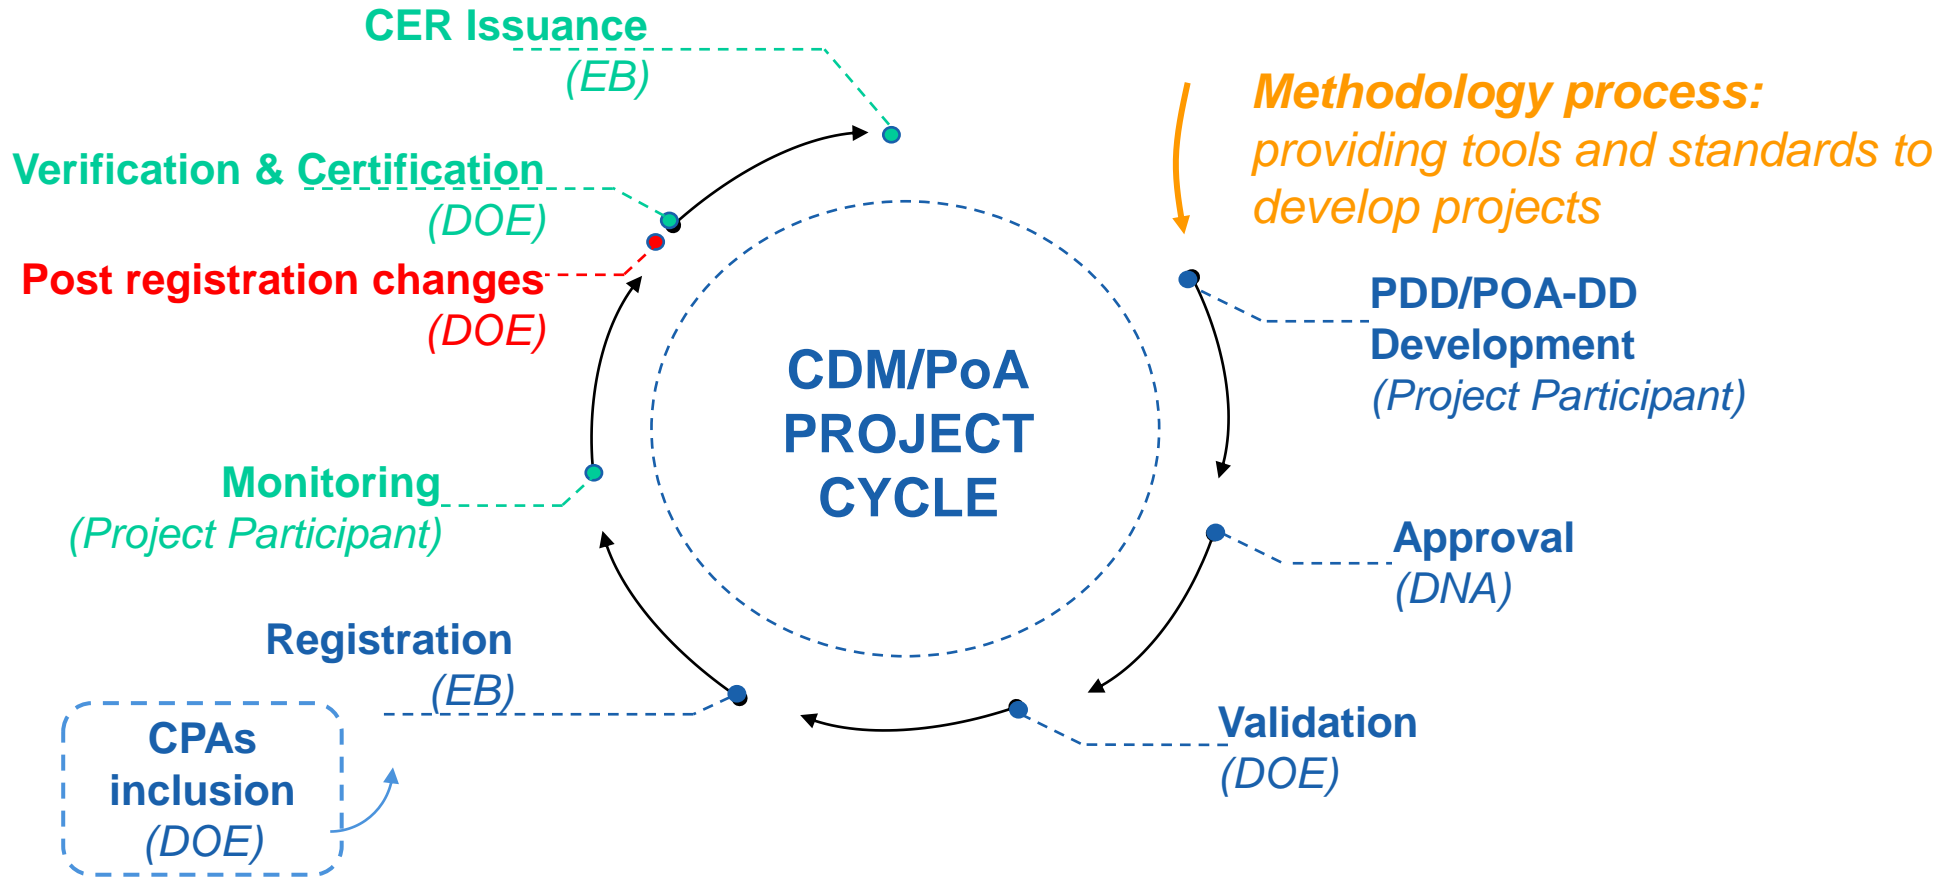 CER Issuance
(EB)
Methodology process:
providing tools and standards to
develop projects
Verification & Certification
(DOE)
Post registration changes
(DOE)
PDD/POA-DD
Development
(Project Participant)
CDM/PoA
PROJECT
CYCLE
Monitoring
(Project Participant)
Approval
(DNA)
Registration
(EB)
CPAs
inclusion
(DOE)
Validation
(DOE)